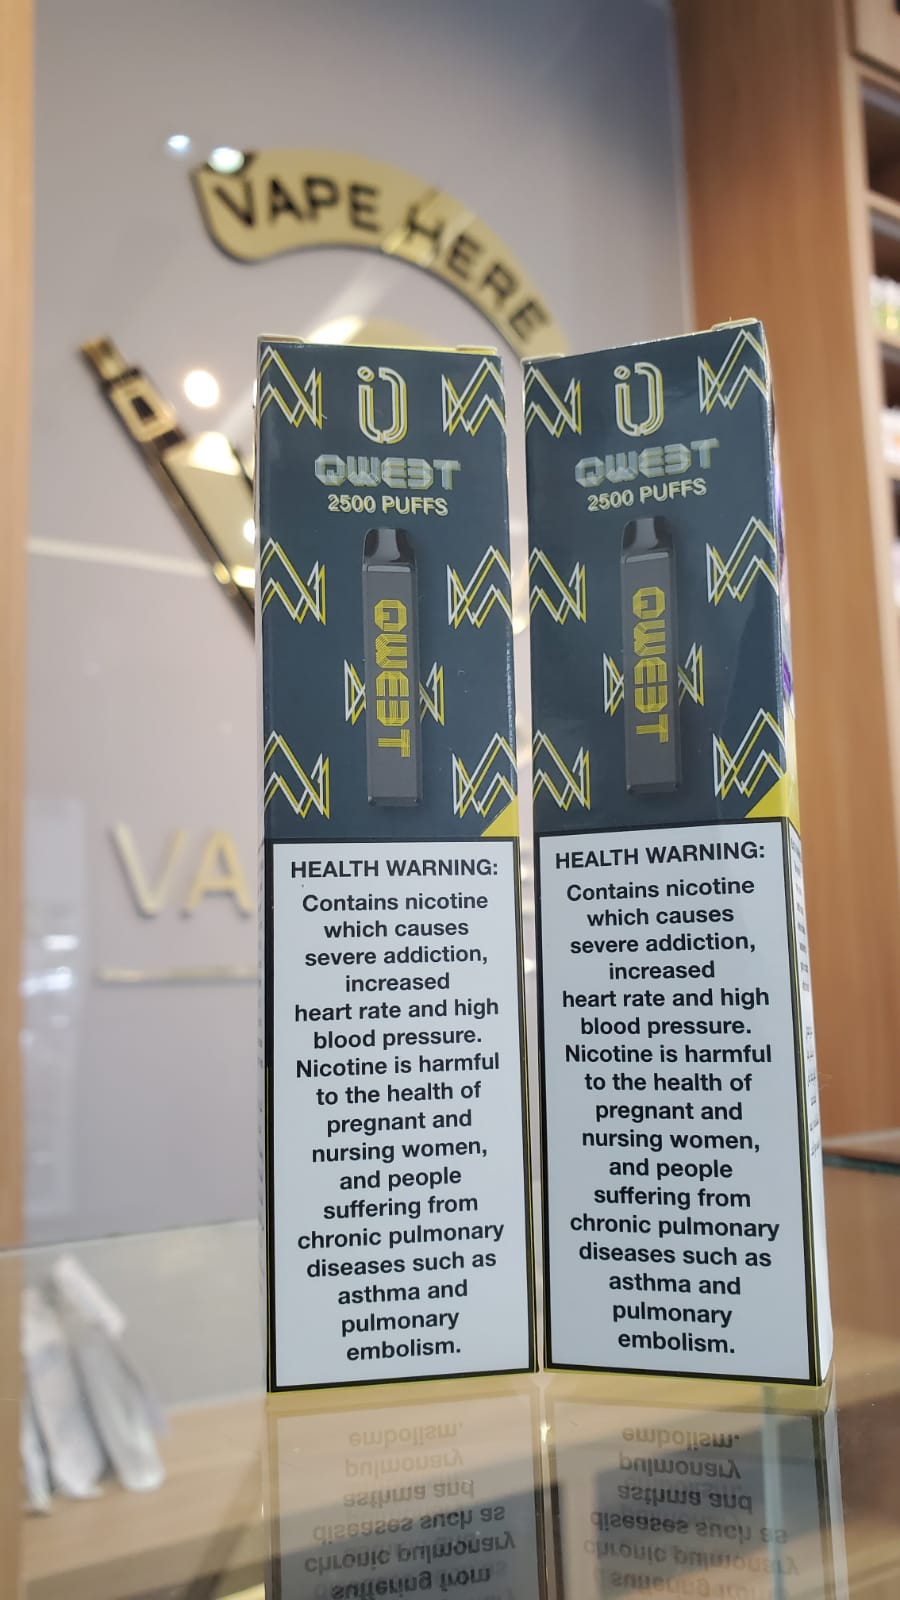 VAPE HERE
VA
QWEET
2500 PUFFS
QWEET
HEALTH WARNING:
Contains nicotine
which causes
severe addiction,
increased
heart rate and high
blood pressure.
Nicotine is harmful
to the health of
pregnant and
nursing women,
and people
suffering from
chronic pulmonary
diseases such as
asthma and
pulmonary
embolism.
QWEET
2500 PUFFS
QWEET
HEALTH WARNING:
Contains nicotine
which causes
severe addiction,
increased
heart rate and high
blood pressure.
Nicotine is harmful
to the health of
pregnant and
nursing women,
and people
suffering from
chronic pulmonary
diseases such as
asthma and
pulmonary
embolism.